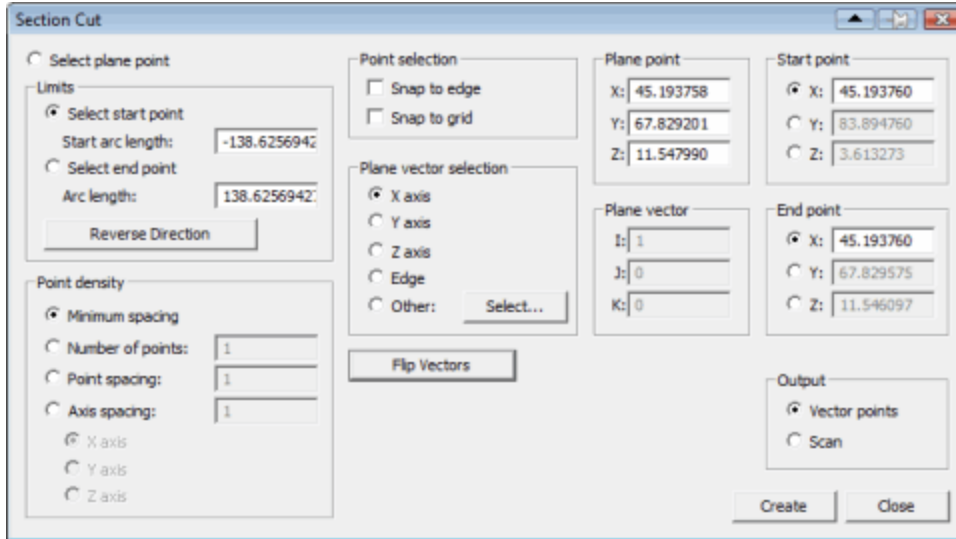 Section Cut
Select plane point
Limits
Select start point
Start arc length: -138.6256942
Select end point
Arc length: 138.6256942
Reverse Direction
Point density
Minimum spacing
Number of points: 1
Point spacing: 1
Axis spacing: 1
X axis
Y axis
Z axis
Point selection
Snap to edge
Snap to grid
Plane vector selection
X axis
Y axis
Z axis
Edge
Other: Select...
Flip Vectors
Plane point
X: 45.193758
Y: 67.829201
Z: 11.547990
Plane vector
I: 1
J: 0
K: 0
Start point
X: 45.193760
Y: 83.894760
Z: 3.613273
End point
X: 45.193760
Y: 67.829575
Z: 11.546097
Output
Vector points
Scan
Create Close